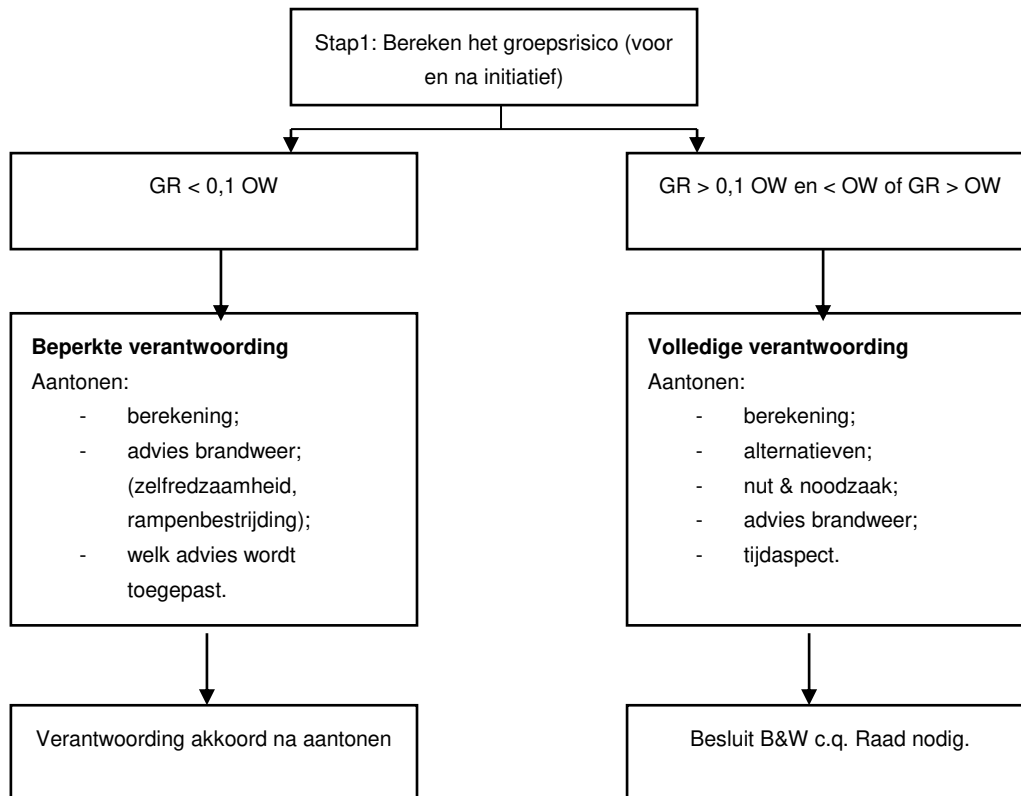 Stap1: Bereken het groepsrisico (voor
en na initiatief)
GR < 0,1 OW
GR > 0,1 OW en < OW of GR > OW
Beperkte verantwoording
Aantonen:
- berekening;
- advies brandweer;
(zelfredzaamheid,
rampenbestrijding);
- welk advies wordt
toegepast.
Volledige verantwoording
Aantonen:
- berekening;
- alternatieven;
- nut & noodzaak;
- advies brandweer;
- tijdaspect.
Verantwoording akkoord na aantonen
Besluit B&W c.q. Raad nodig.